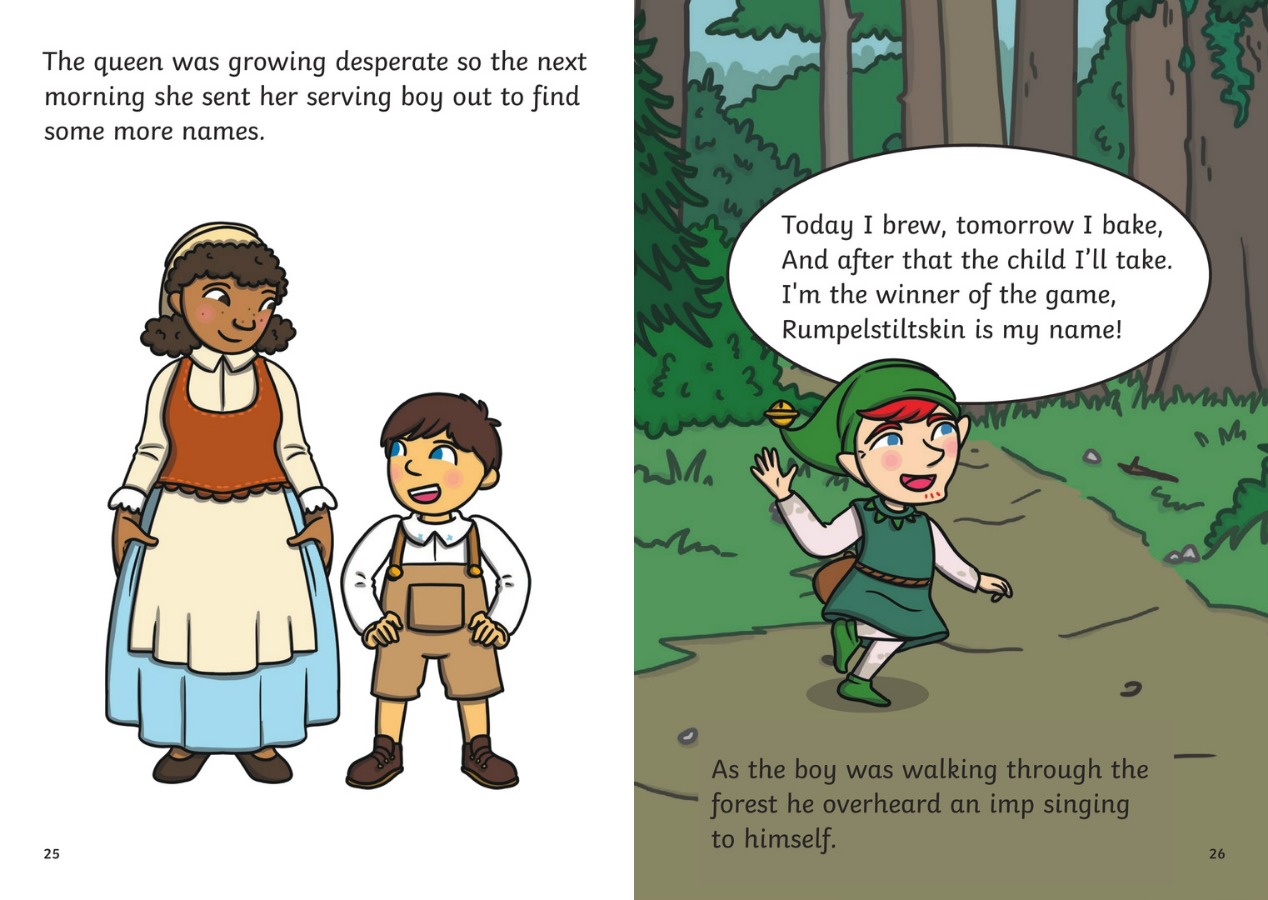 The queen was growing desperate so the next
morning she sent her serving boy out to find
some more names.
25
Today I brew, tomorrow I bake,
And after that the child I’ll take.
I'm the winner of the game,
Rumpelstiltskin is my name!
As the boy was walking through the
forest he overheard an imp singing
to himself.
26